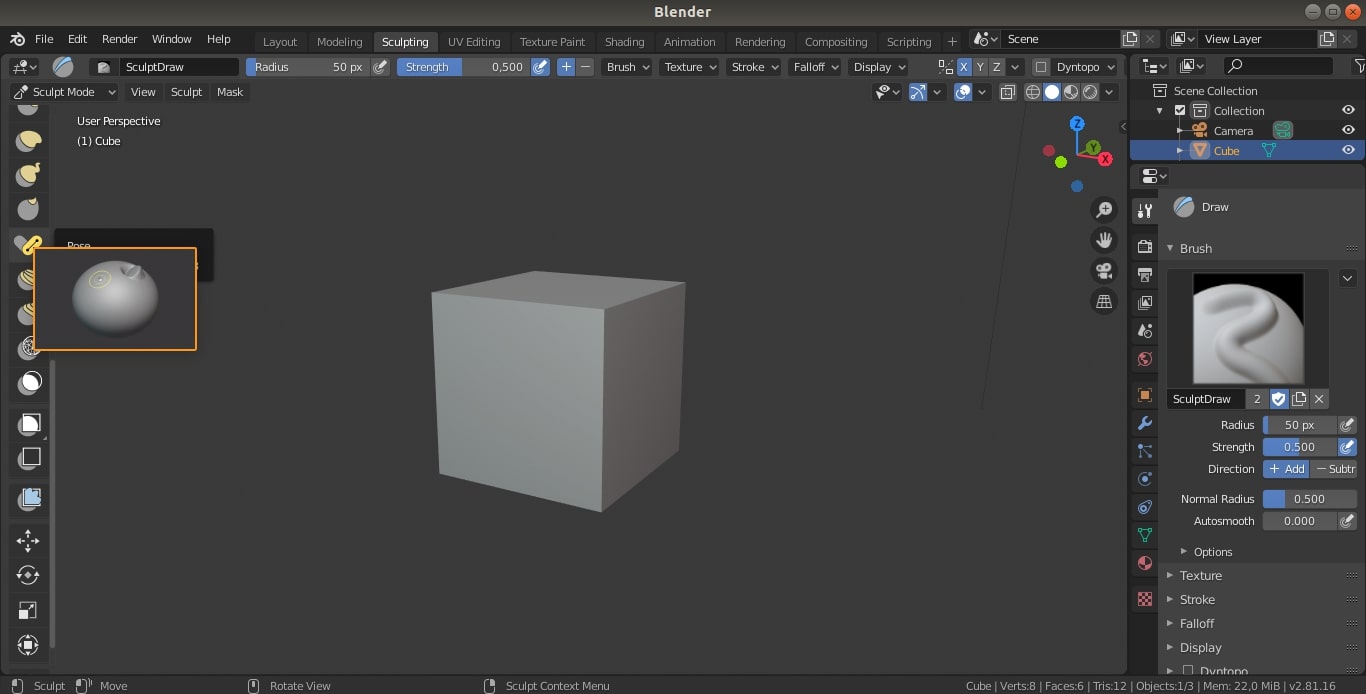 Blender
File Edit Render Window Help Layout Modeling Sculpting UV Editing Texture Paint Shading Animation Rendering Compositing Scripting + Scene View Layer
SculptDraw Radius 50 px Strength 0,500 + − Brush Texture Stroke Falloff Display X Y Z Dyntopo
Sculpt Mode View Sculpt Mask
User Perspective
(1) Cube
Z
Y
X
Pose
Scene Collection
Collection
Camera
Cube
Draw
Brush
SculptDraw 2
Radius 50 px
Strength 0.500
Direction + Add − Subtr
Normal Radius 0.500
Autosmooth 0.000
Options
Texture
Stroke
Falloff
Display
Dyntopo
Sculpt Move Rotate View Sculpt Context Menu Cube | Verts:8 | Faces:6 | Tris:12 | Objects:1/3 | Mem: 22,0 MiB | v2.81.16